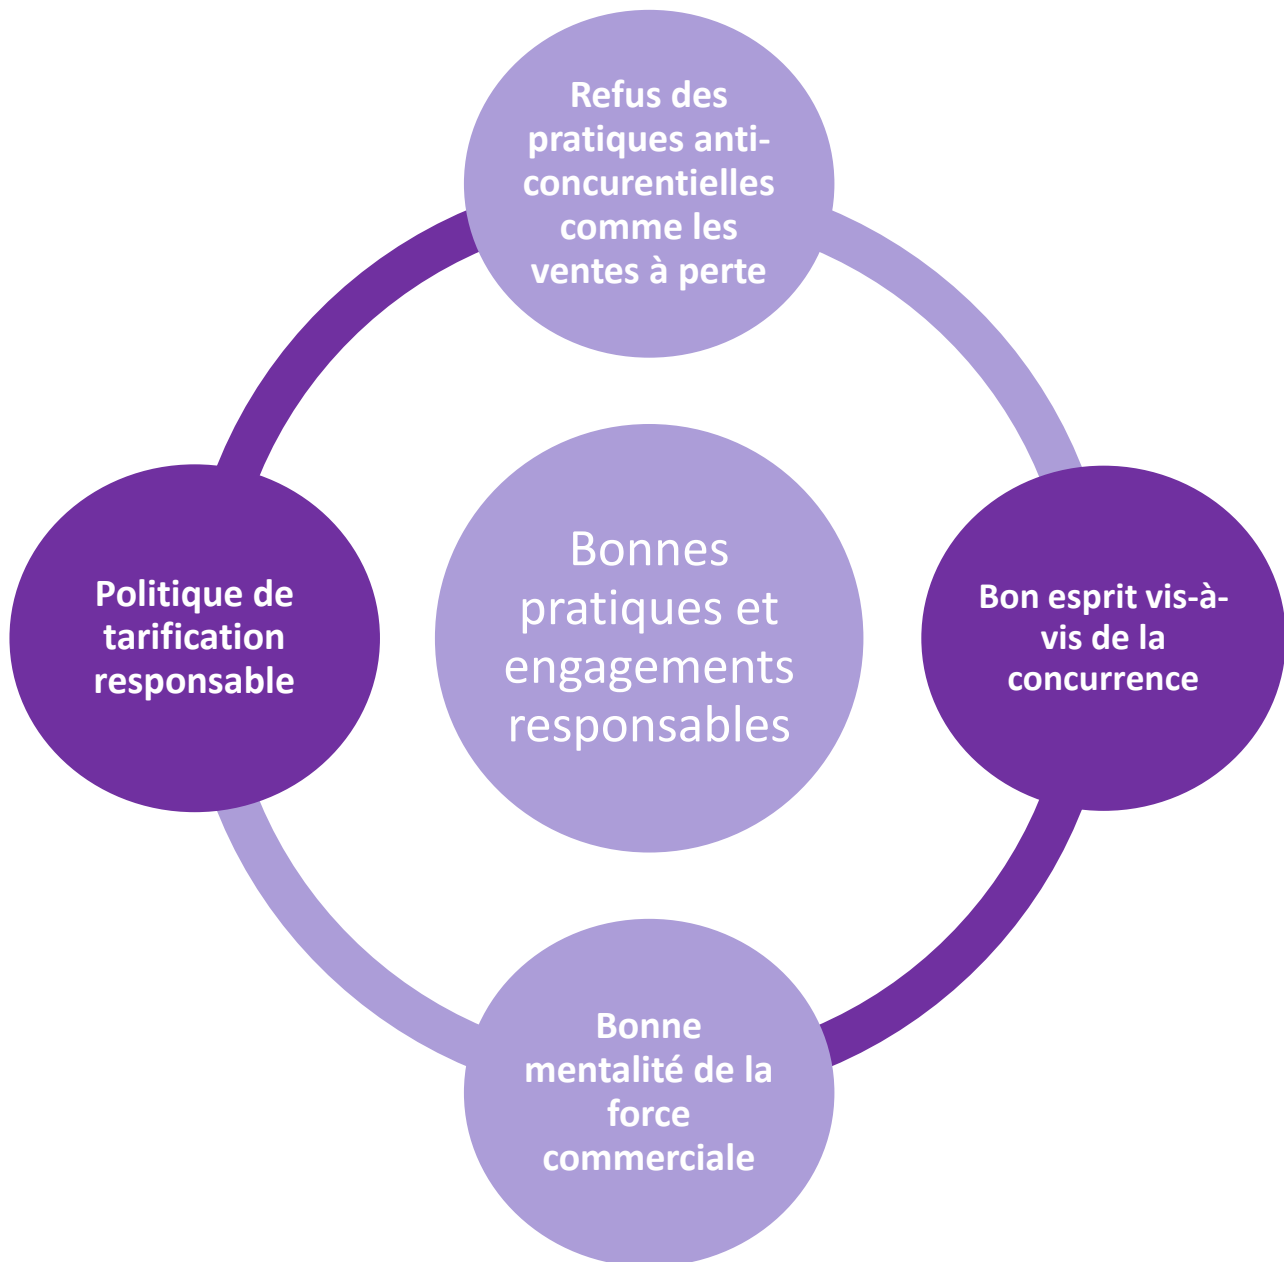 Refus des
pratiques anti-
concurentielles
comme les
ventes à perte
Bonnes
pratiques et
engagements
responsables
Politique de
tarification
responsable
Bon esprit vis-à-
vis de la
concurrence
Bonne
mentalité de la
force
commerciale